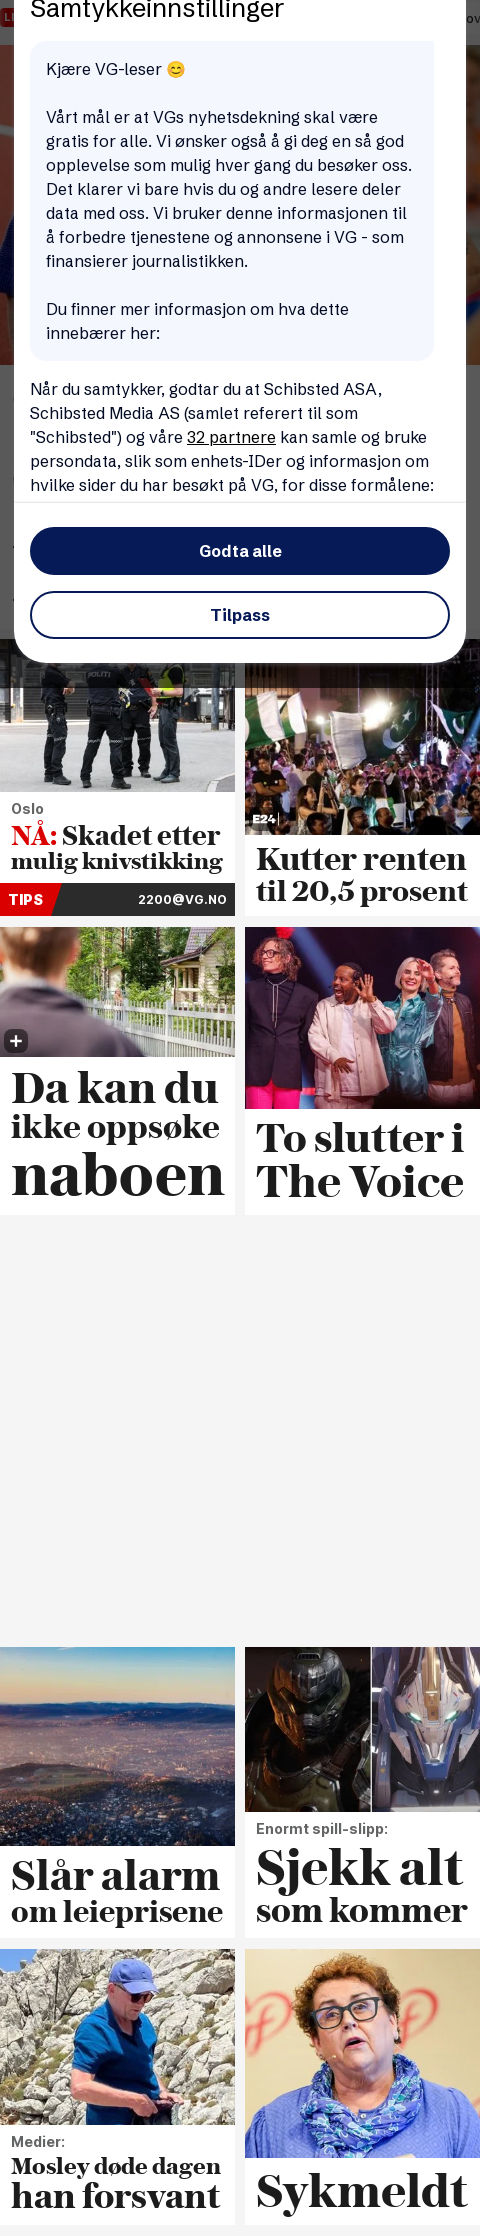 Samtykkeinnstillinger
Kjære VG-leser 😊
Vårt mål er at VGs nyhetsdekning skal være
gratis for alle. Vi ønsker også å gi deg en så god
opplevelse som mulig hver gang du besøker oss.
Det klarer vi bare hvis du og andre lesere deler
data med oss. Vi bruker denne informasjonen til
å forbedre tjenestene og annonsene i VG - som
finansierer journalistikken.
Du finner mer informasjon om hva dette
innebærer her:
Når du samtykker, godtar du at Schibsted ASA,
Schibsted Media AS (samlet referert til som
"Schibsted") og våre 32 partnere kan samle og bruke
persondata, slik som enhets-IDer og informasjon om
hvilke sider du har besøkt på VG, for disse formålene:
Godta alle
Tilpass
POLITI
Oslo
NÅ: Skadet etter
mulig knivstikking
TIPS 2200@VG.NO
E24
Kutter renten
til 20,5 prosent
Da kan du
ikke oppsøke
naboen
To slutter i
The Voice
Slår alarm
om leieprisene
Enormt spill-slipp:
Sjekk alt
som kommer
Medier:
Mosley døde dagen
han forsvant
Sykmeldt